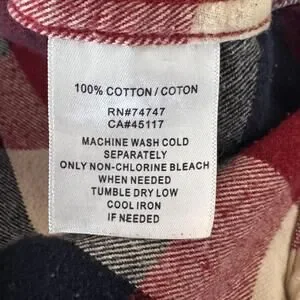 100% COTTON / COTON
RN#74747
CA#45117
MACHINE WASH COLD
SEPARATELY
ONLY NON-CHLORINE BLEACH
WHEN NEEDED
TUMBLE DRY LOW
COOL IRON
IF NEEDED